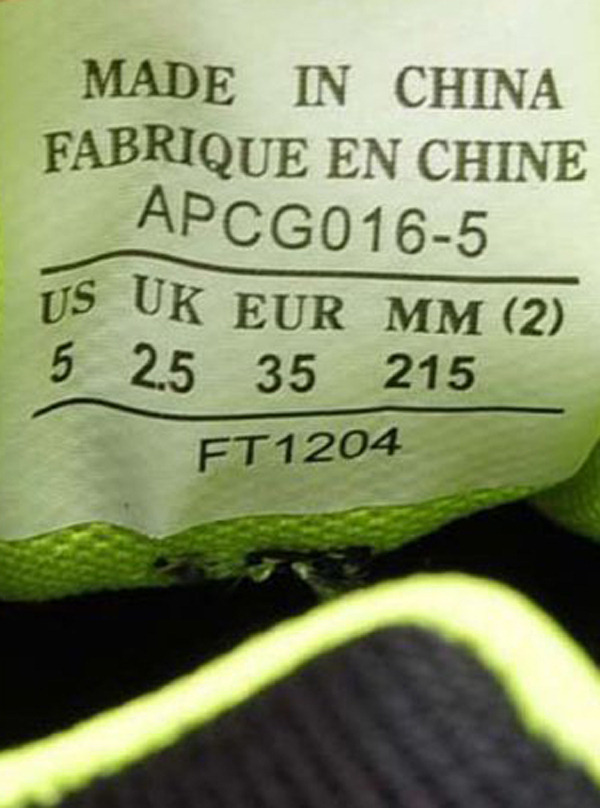 MADE IN CHINA
FABRIQUE EN CHINE
APCG016-5
US UK EUR MM (2)
5 2.5 35 215
FT1204